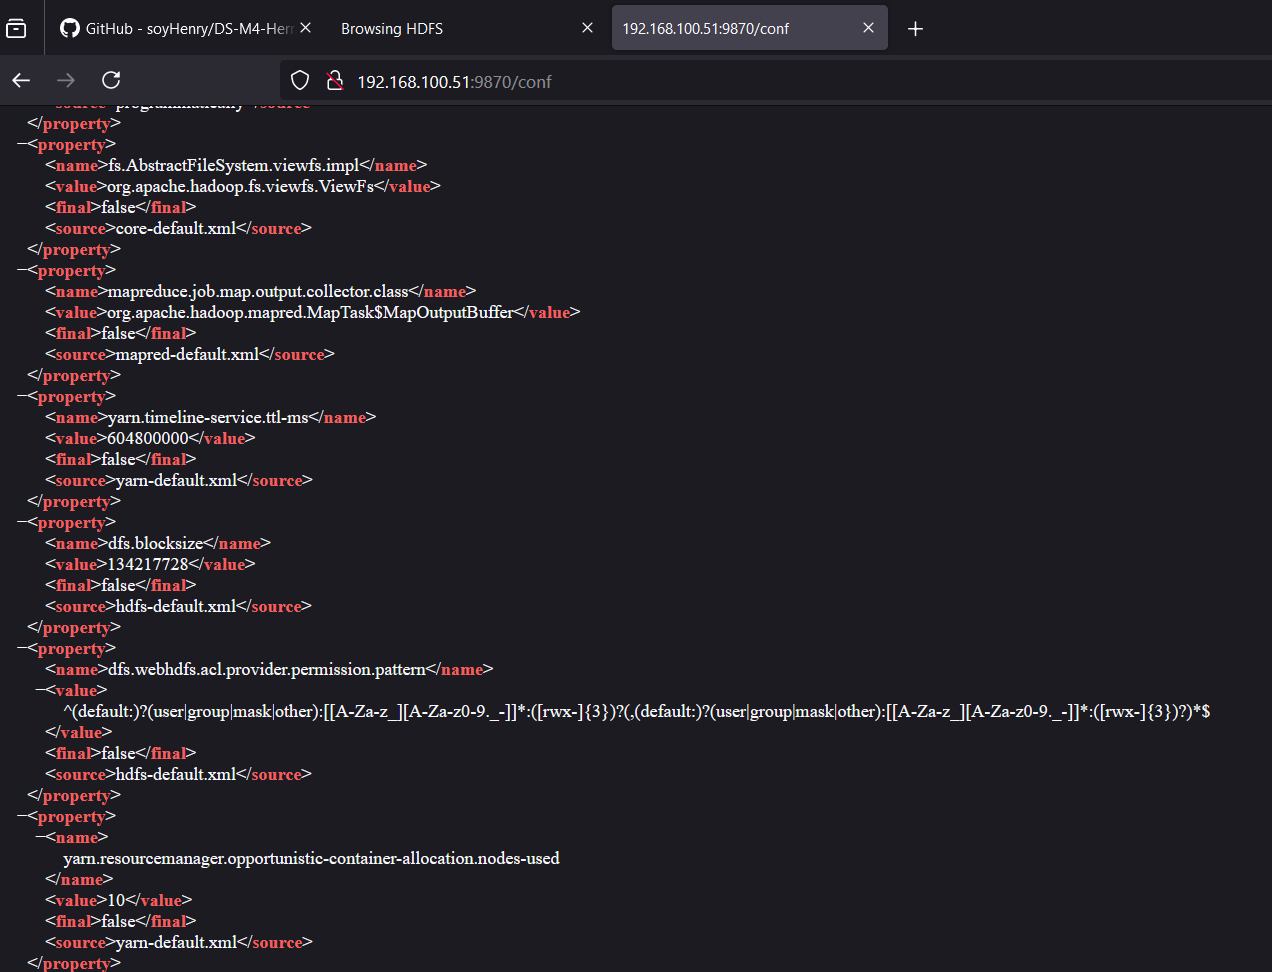 GitHub - soyHenry/DS-M4-Herr
Browsing HDFS
192.168.100.51:9870/conf
192.168.100.51:9870/conf
<source>programmatically</source>
</property>
−<property>
<name>fs.AbstractFileSystem.viewfs.impl</name>
<value>org.apache.hadoop.fs.viewfs.ViewFs</value>
<final>false</final>
<source>core-default.xml</source>
</property>
−<property>
<name>mapreduce.job.map.output.collector.class</name>
<value>org.apache.hadoop.mapred.MapTask$MapOutputBuffer</value>
<final>false</final>
<source>mapred-default.xml</source>
</property>
−<property>
<name>yarn.timeline-service.ttl-ms</name>
<value>604800000</value>
<final>false</final>
<source>yarn-default.xml</source>
</property>
−<property>
<name>dfs.blocksize</name>
<value>134217728</value>
<final>false</final>
<source>hdfs-default.xml</source>
</property>
−<property>
<name>dfs.webhdfs.acl.provider.permission.pattern</name>
−<value>
^(default:)?(user|group|mask|other):[[A-Za-z_][A-Za-z0-9._-]]*:([rwx-]{3})?(,(default:)?(user|group|mask|other):[[A-Za-z_][A-Za-z0-9._-]]*:([rwx-]{3})?)*$
</value>
<final>false</final>
<source>hdfs-default.xml</source>
</property>
−<property>
−<name>
yarn.resourcemanager.opportunistic-container-allocation.nodes-used
</name>
<value>10</value>
<final>false</final>
<source>yarn-default.xml</source>
</property>